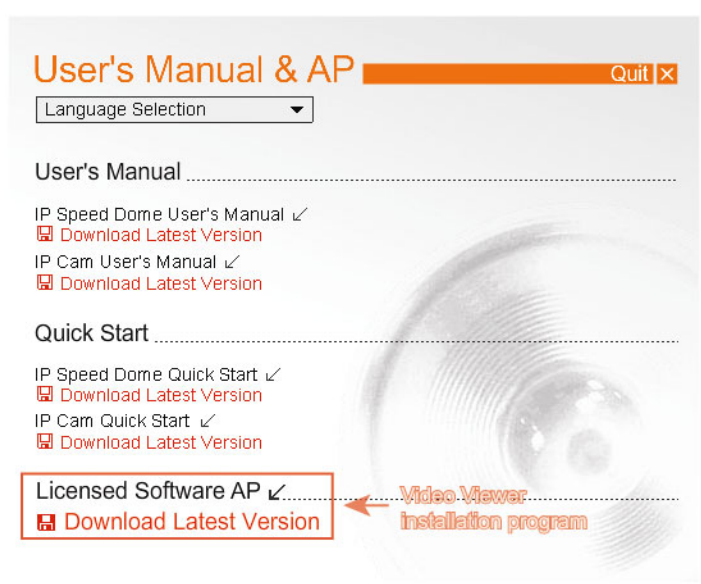 User's Manual & AP
Quit
Language Selection
User's Manual
IP Speed Dome User's Manual
Download Latest Version
IP Cam User's Manual
Download Latest Version
Quick Start
IP Speed Dome Quick Start
Download Latest Version
IP Cam Quick Start
Download Latest Version
Licensed Software AP
Download Latest Version
Video Viewer
installation program